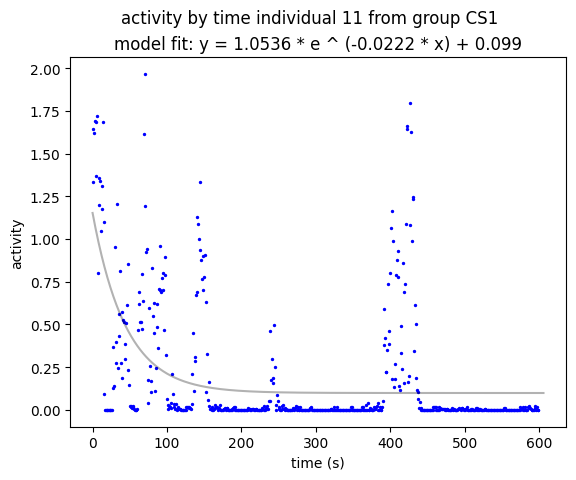 activity by time individual 11 from group CS1
model fit: y = 1.0536 * e ^ (-0.0222 * x) + 0.099
2.00
1.75
1.50
1.25
1.00
0.75
0.50
0.25
0.00
activity
0 100 200 300 400 500 600
time (s)